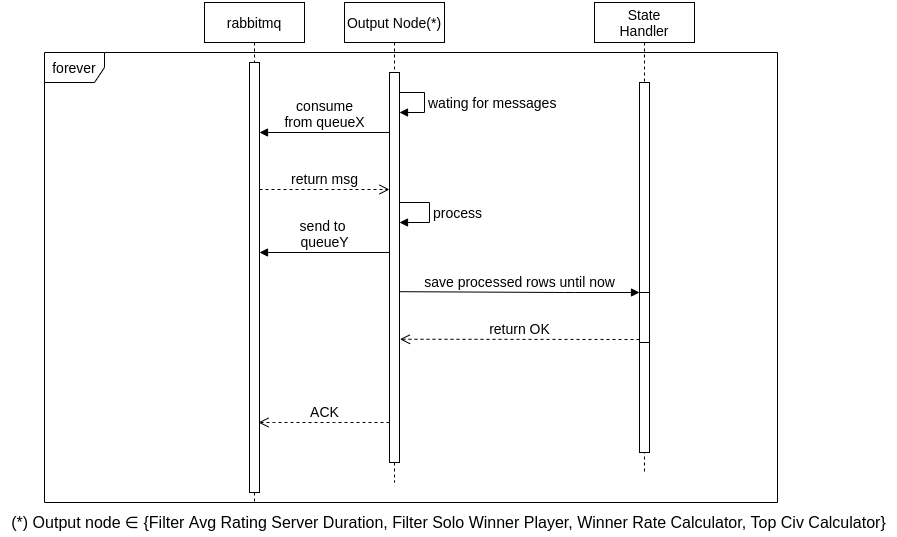 rabbitmq
Output Node(*)
State
Handler
forever
wating for messages
consume
from queueX
return msg
process
send to
queueY
save processed rows until now
return OK
ACK
(*) Output node ∈ {Filter Avg Rating Server Duration, Filter Solo Winner Player, Winner Rate Calculator, Top Civ Calculator}